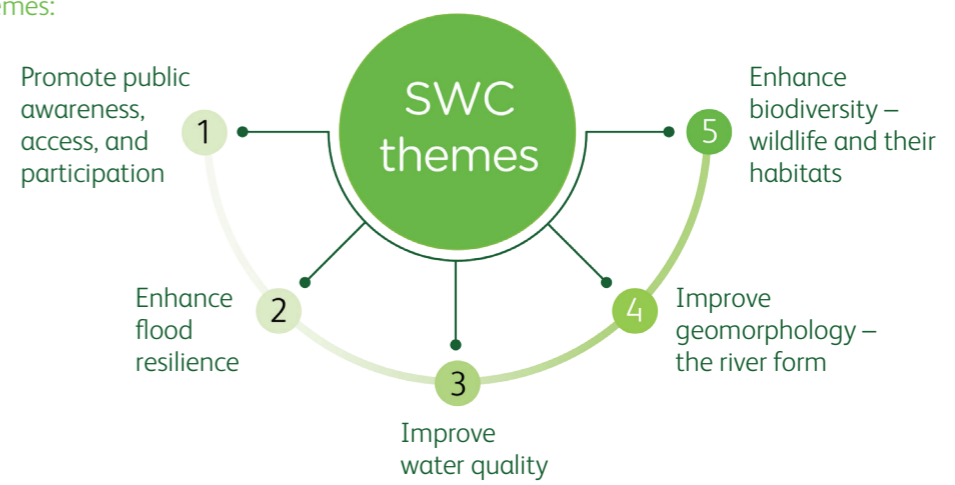 emes:
SWC
themes
1
Promote public
awareness,
access, and
participation
2
Enhance
flood
resilience
3
Improve
water quality
4
Improve
geomorphology –
the river form
5
Enhance
biodiversity –
wildlife and their
habitats